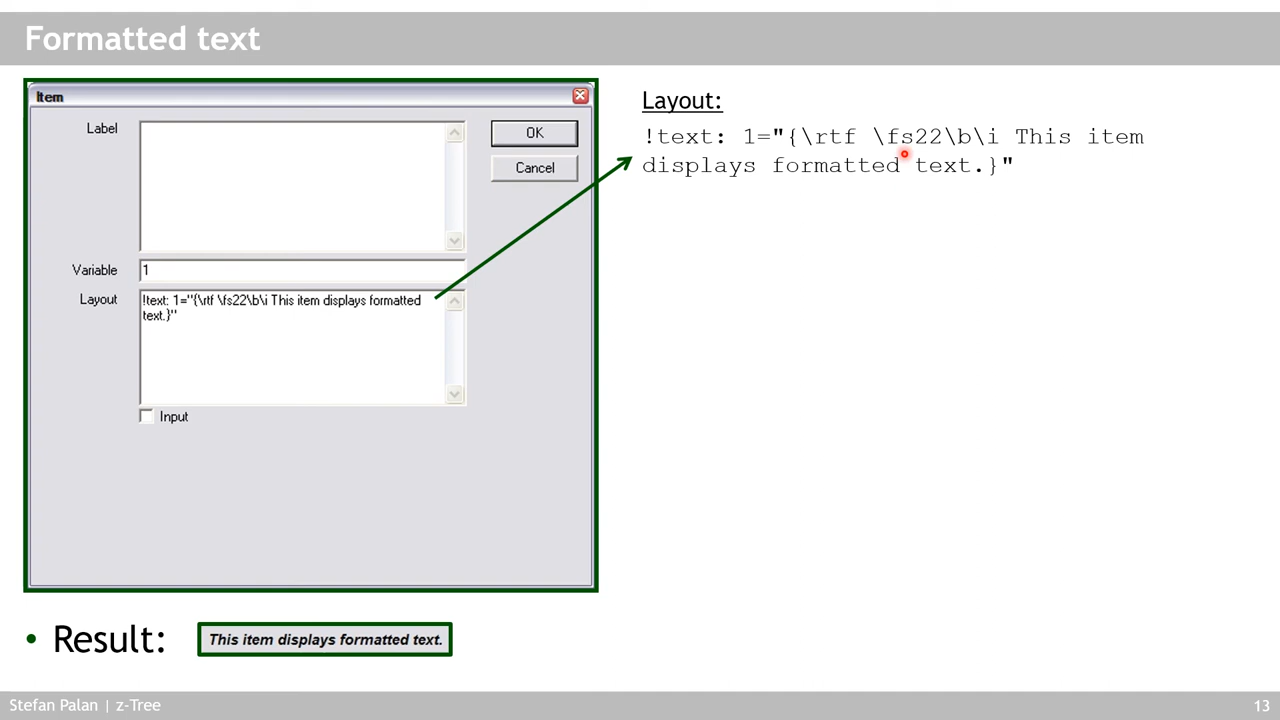 Formatted text
Item
Label
OK
Cancel
Variable
1
Layout
!text: 1="{\rtf \fs22\b\i This item displays formatted
text.}"
Input
Layout:
!text: 1="{\rtf \fs22\b\i This item
displays formatted text.}"
• Result:
This item displays formatted text.
Stefan Palan | z-Tree
13